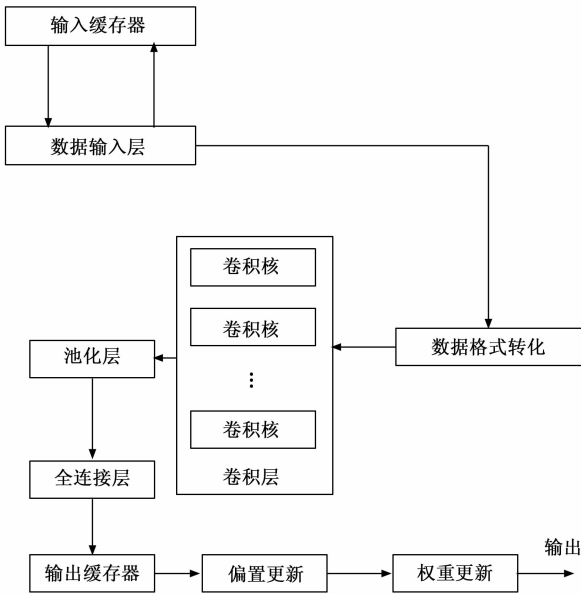 输入缓存器
数据输入层
卷积核
卷积核
⋮
卷积核
卷积层
数据格式转化
池化层
全连接层
输出缓存器
偏置更新
权重更新
输出